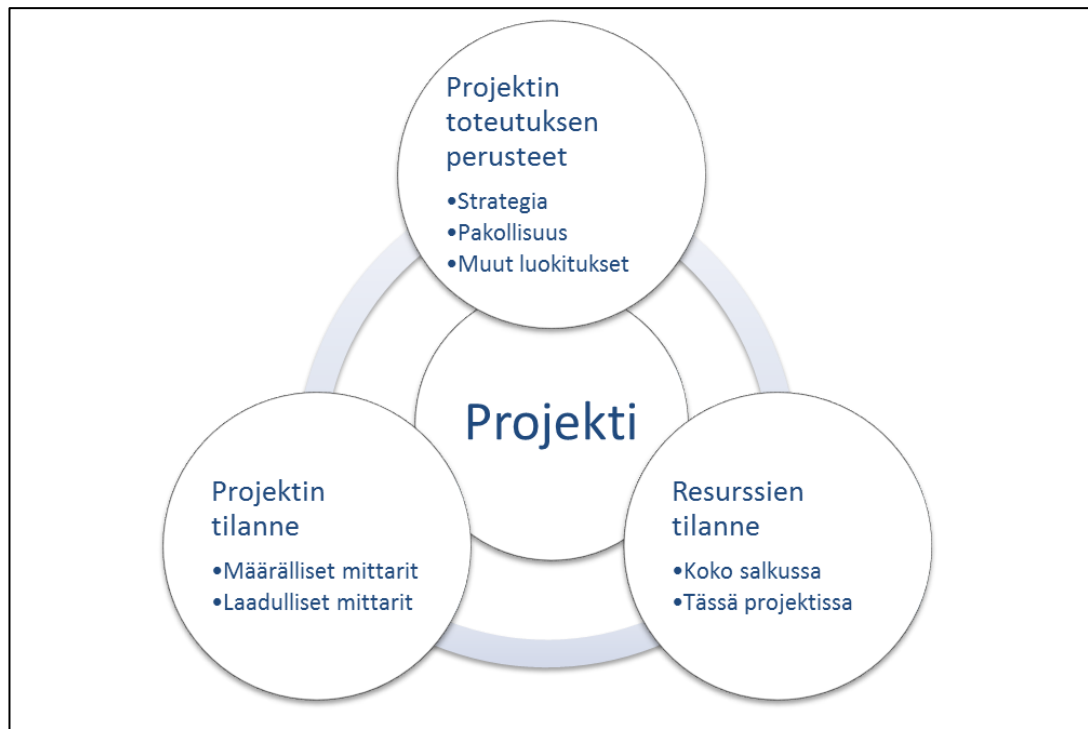 Projektin
toteutuksen
perusteet
•Strategia
•Pakollisuus
•Muut luokitukset
Projekti
Projektin
tilanne
•Määrälliset mittarit
•Laadulliset mittarit
Resurssien
tilanne
•Koko salkussa
•Tässä projektissa